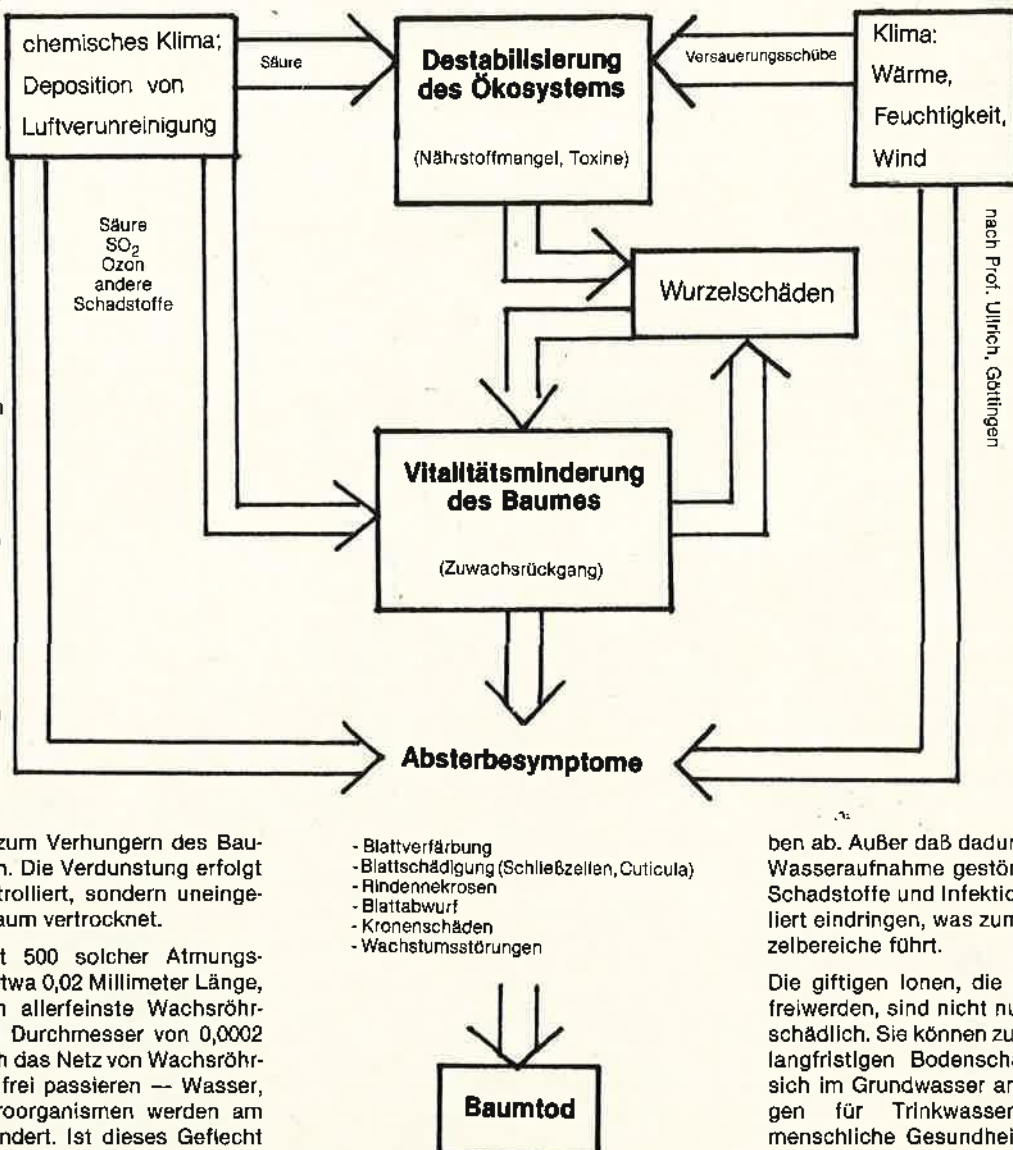 chemisches Klima;
Deposition von
Luftverunreinigung
Säure
Destabilisierung
des Ökosystems
(Nährstoffmangel, Toxine)
Versauerungsschübe
Klima:
Wärme,
Feuchtigkeit,
Wind
Säure
SO₂
Ozon
andere
Schadstoffe
Wurzelschäden
nach Prof. Ullrich, Göttingen
Vitalitätsminderung
des Baumes
(Zuwachsrückgang)
Absterbesymptome
zum Verhungern des Bau-
n. Die Verdunstung erfolgt
trolliert, sondern uneinge-
aum vertrocknet.
t 500 solcher Atmungs-
etwa 0,02 Millimeter Länge,
n allerfeinste Wachsröhr-
Durchmesser von 0,0002
h das Netz von Wachsröhr-
frei passieren — Wasser,
roorganismen werden am
ndert. Ist dieses Geflecht
- Blattverfärbung
- Blattschädigung (Schließzellen, Cuticula)
- Rindennekrosen
- Blattabwurf
- Kronenschäden
- Wachstumsstörungen
Baumtod
ben ab. Außer daß dadur
Wasseraufnahme gestör
Schadstoffe und Infektio
liert eindringen, was zum
zelbereiche führt.
Die giftigen Ionen, die
freiwerden, sind nicht nu
schädlich. Sie können zu
langfristigen Bodenscha
sich im Grundwasser an
gen für Trinkwasser
menschliche Gesundhei